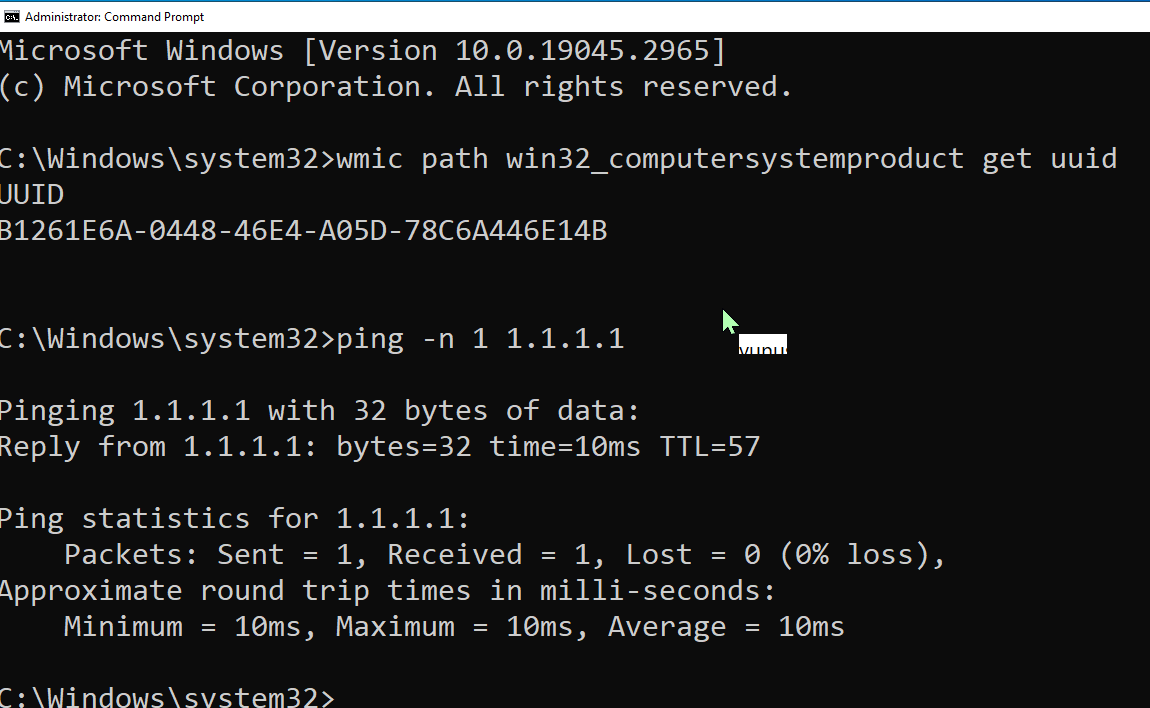 Administrator: Command Prompt
Microsoft Windows [Version 10.0.19045.2965]
(c) Microsoft Corporation. All rights reserved.
C:\Windows\system32>wmic path win32_computersystemproduct get uuid
UUID
B1261E6A-0448-46E4-A05D-78C6A446E14B
C:\Windows\system32>ping -n 1 1.1.1.1
Pinging 1.1.1.1 with 32 bytes of data:
Reply from 1.1.1.1: bytes=32 time=10ms TTL=57
Ping statistics for 1.1.1.1:
    Packets: Sent = 1, Received = 1, Lost = 0 (0% loss),
Approximate round trip times in milli-seconds:
    Minimum = 10ms, Maximum = 10ms, Average = 10ms
C:\Windows\system32>